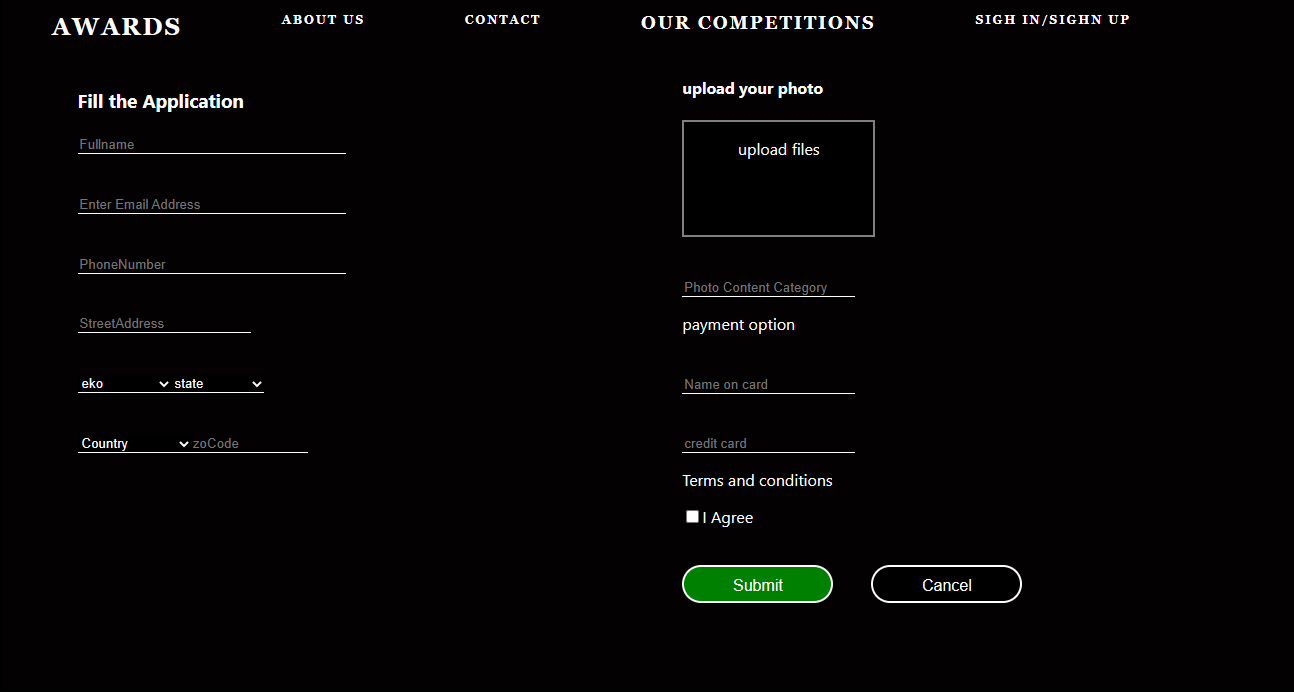 AWARDS ABOUT US CONTACT OUR COMPETITIONS SIGH IN/SIGHN UP
Fill the Application
Fullname
Enter Email Address
PhoneNumber
StreetAddress
eko state
Country zoCode
upload your photo
upload files
Photo Content Category
payment option
Name on card
credit card
Terms and conditions
I Agree
Submit Cancel